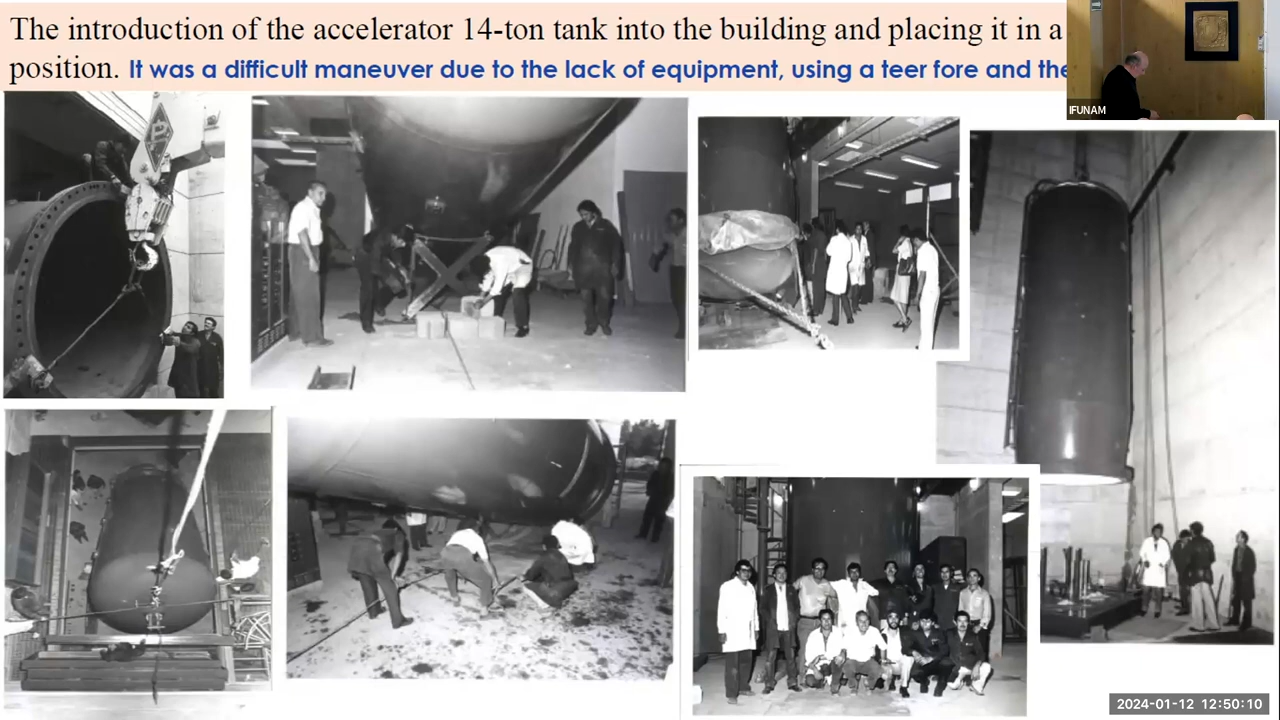 The introduction of the accelerator 14-ton tank into the building and placing it in a
position. It was a difficult maneuver due to the lack of equipment, using a teer fore and the
IFUNAM
2024-01-12 12:50:10